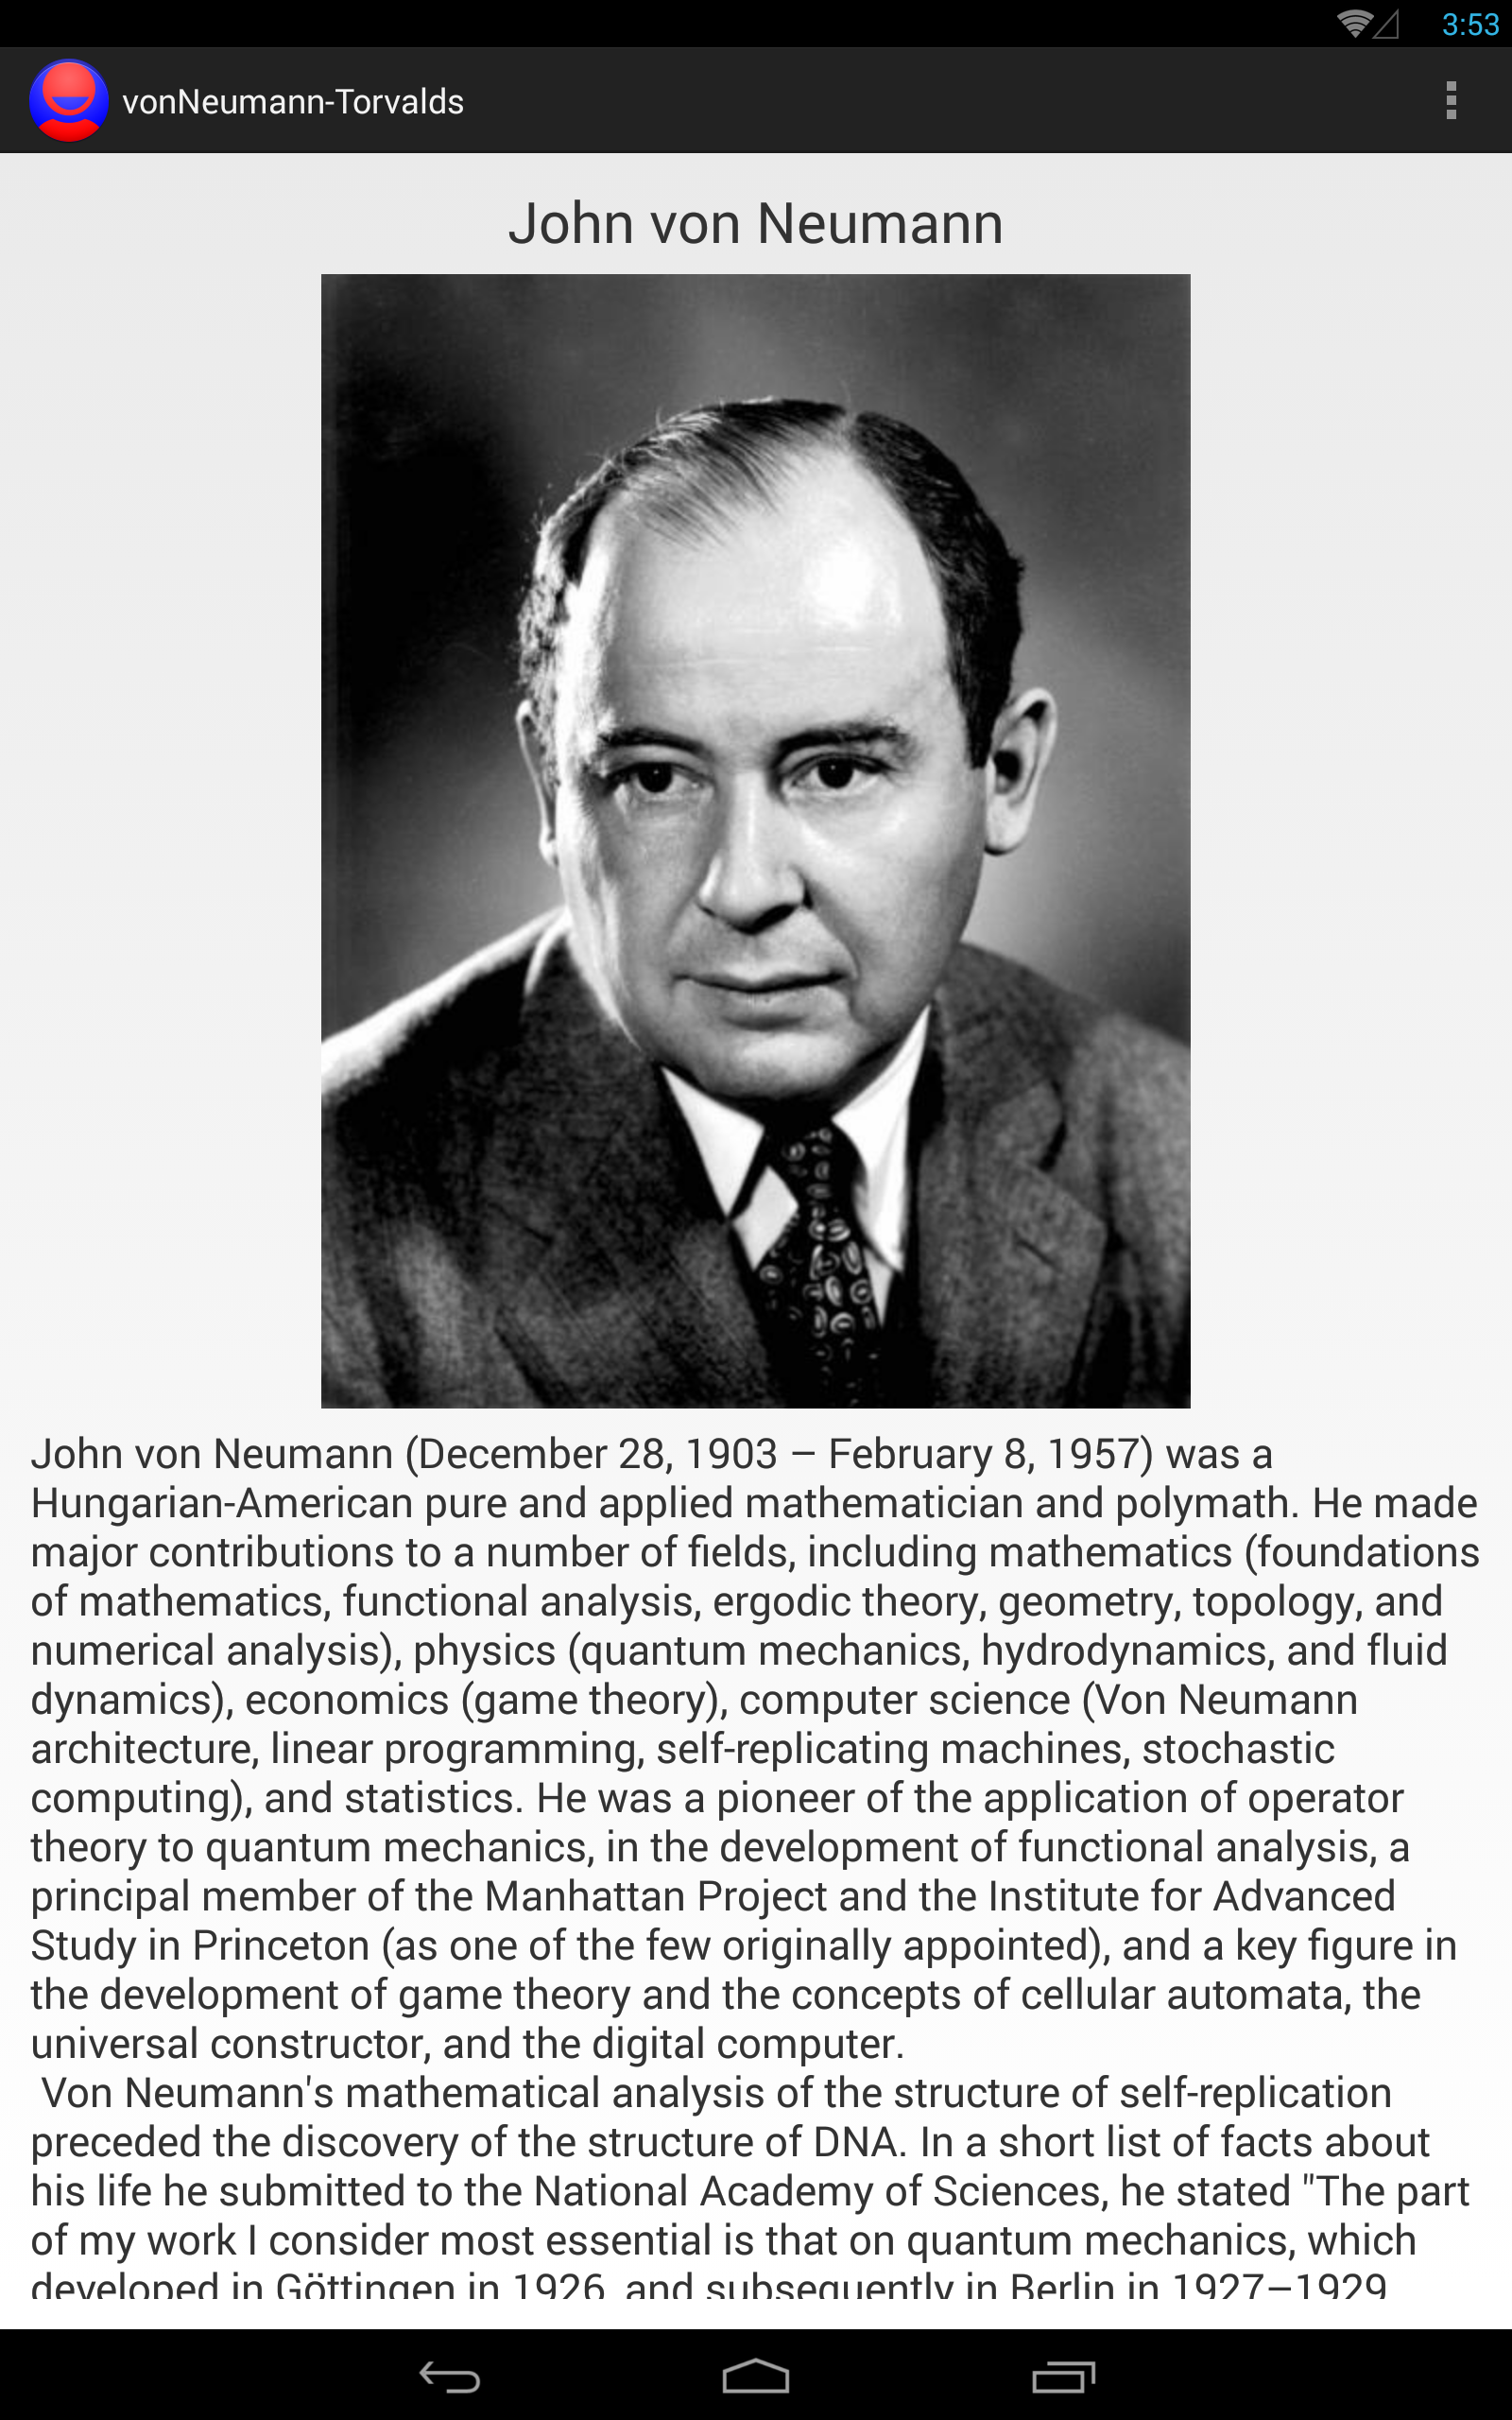 3:53
vonNeumann-Torvalds
John von Neumann
John von Neumann (December 28, 1903 – February 8, 1957) was a
Hungarian-American pure and applied mathematician and polymath. He made
major contributions to a number of fields, including mathematics (foundations
of mathematics, functional analysis, ergodic theory, geometry, topology, and
numerical analysis), physics (quantum mechanics, hydrodynamics, and fluid
dynamics), economics (game theory), computer science (Von Neumann
architecture, linear programming, self-replicating machines, stochastic
computing), and statistics. He was a pioneer of the application of operator
theory to quantum mechanics, in the development of functional analysis, a
principal member of the Manhattan Project and the Institute for Advanced
Study in Princeton (as one of the few originally appointed), and a key figure in
the development of game theory and the concepts of cellular automata, the
universal constructor, and the digital computer.
Von Neumann's mathematical analysis of the structure of self-replication
preceded the discovery of the structure of DNA. In a short list of facts about
his life he submitted to the National Academy of Sciences, he stated "The part
of my work I consider most essential is that on quantum mechanics, which
developed in Göttingen in 1926, and subsequently in Berlin in 1927–1929